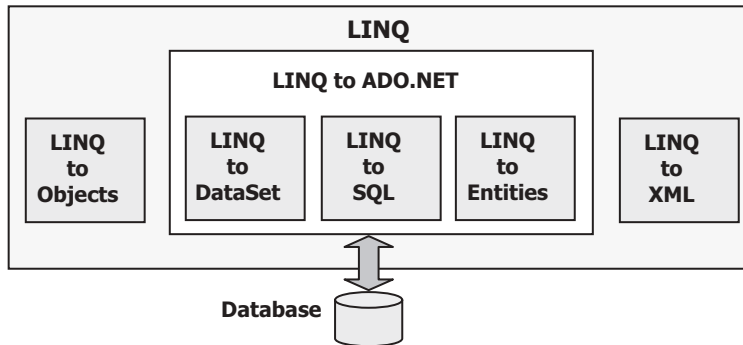 LINQ
LINQ to ADO.NET
LINQ
to
Objects
LINQ
to
DataSet
LINQ
to
SQL
LINQ
to
Entities
LINQ
to
XML
Database